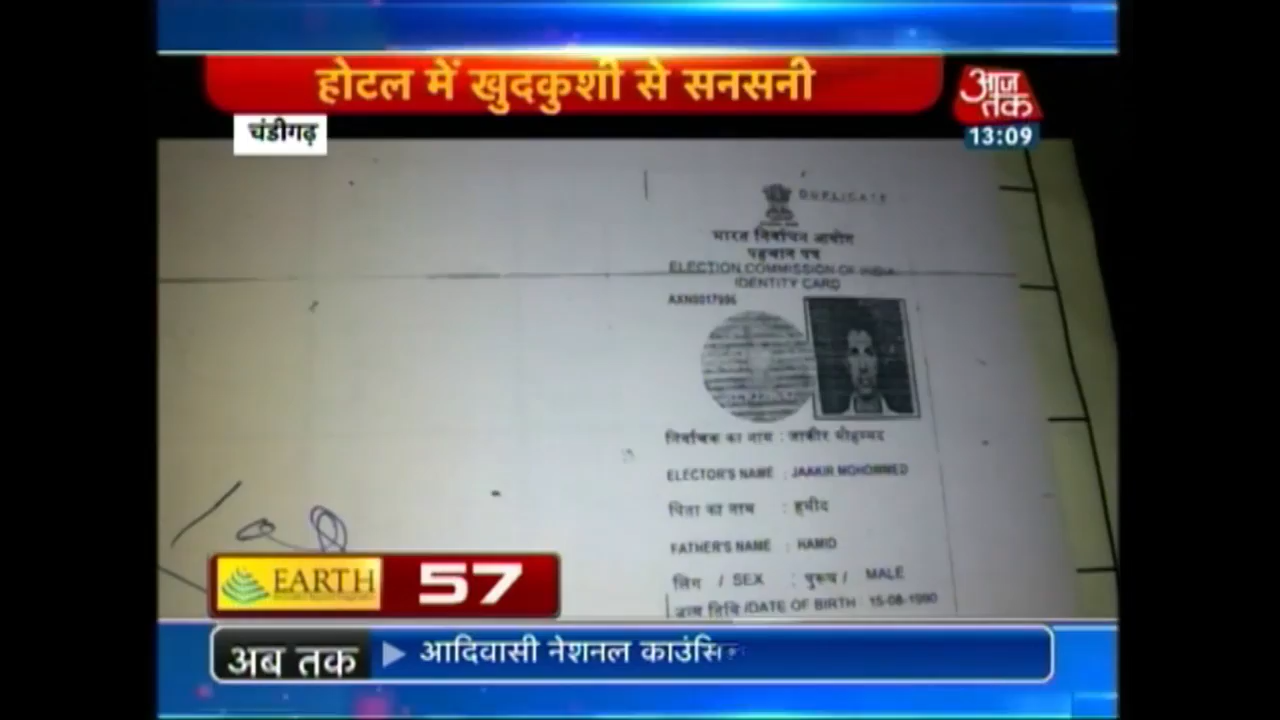 होटल में खुदकुशी से सनसनी
आज तक
13:09
चंडीगढ़
DUPLICATE
भारत निर्वाचन आयोग
पहचान पत्र
ELECTION COMMISSION OF INDIA
IDENTITY CARD
AXN0017996
निर्वाचक का नाम : जाकीर मोहम्मद
ELECTOR'S NAME : JAAKIR MOHOMMED
पिता का नाम : हमीद
FATHER'S NAME : HAMID
लिंग / SEX : पुरूष / MALE
जन्म तिथि /DATE OF BIRTH : 15-08-1990
EARTH
57
अब तक
आदिवासी नेशनल काउंसि